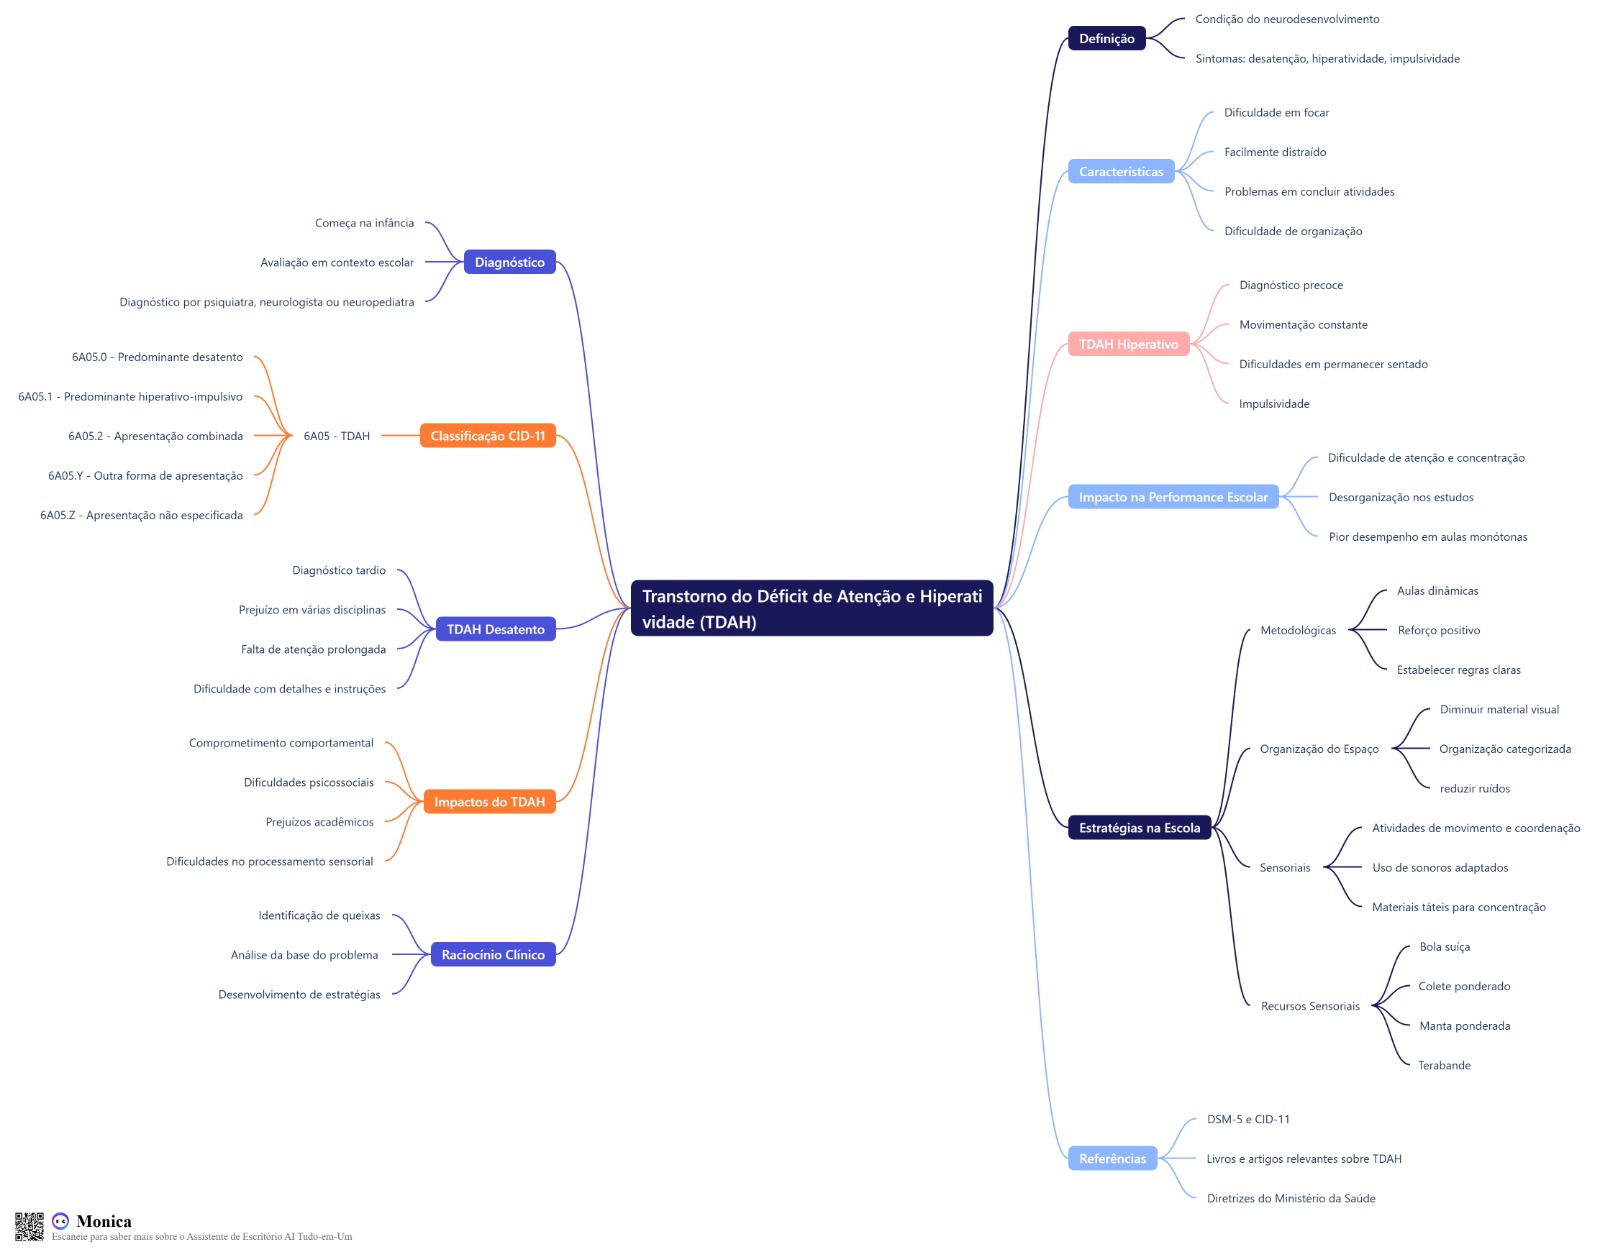 Transtorno do Déficit de Atenção e Hiperati
vidade (TDAH)
Definição
Condição do neurodesenvolvimento
Sintomas: desatenção, hiperatividade, impulsividade
Características
Dificuldade em focar
Facilmente distraído
Problemas em concluir atividades
Dificuldade de organização
TDAH Hiperativo
Diagnóstico precoce
Movimentação constante
Dificuldades em permanecer sentado
Impulsividade
Impacto na Performance Escolar
Dificuldade de atenção e concentração
Desorganização nos estudos
Pior desempenho em aulas monótonas
Estratégias na Escola
Metodológicas
Aulas dinâmicas
Reforço positivo
Estabelecer regras claras
Organização do Espaço
Diminuir material visual
Organização categorizada
reduzir ruídos
Sensoriais
Atividades de movimento e coordenação
Uso de sonoros adaptados
Materiais táteis para concentração
Recursos Sensoriais
Bola suíça
Colete ponderado
Manta ponderada
Terabande
Referências
DSM-5 e CID-11
Livros e artigos relevantes sobre TDAH
Diretrizes do Ministério da Saúde
Diagnóstico
Começa na infância
Avaliação em contexto escolar
Diagnóstico por psiquiatra, neurologista ou neuropediatra
Classificação CID-11
6A05 - TDAH
6A05.0 - Predominante desatento
6A05.1 - Predominante hiperativo-impulsivo
6A05.2 - Apresentação combinada
6A05.Y - Outra forma de apresentação
6A05.Z - Apresentação não especificada
TDAH Desatento
Diagnóstico tardio
Prejuízo em várias disciplinas
Falta de atenção prolongada
Dificuldade com detalhes e instruções
Impactos do TDAH
Comprometimento comportamental
Dificuldades psicossociais
Prejuízos acadêmicos
Dificuldades no processamento sensorial
Raciocínio Clínico
Identificação de queixas
Análise da base do problema
Desenvolvimento de estratégias
Monica
Escaneie para saber mais sobre o Assistente de Escritório AI Tudo-em-Um